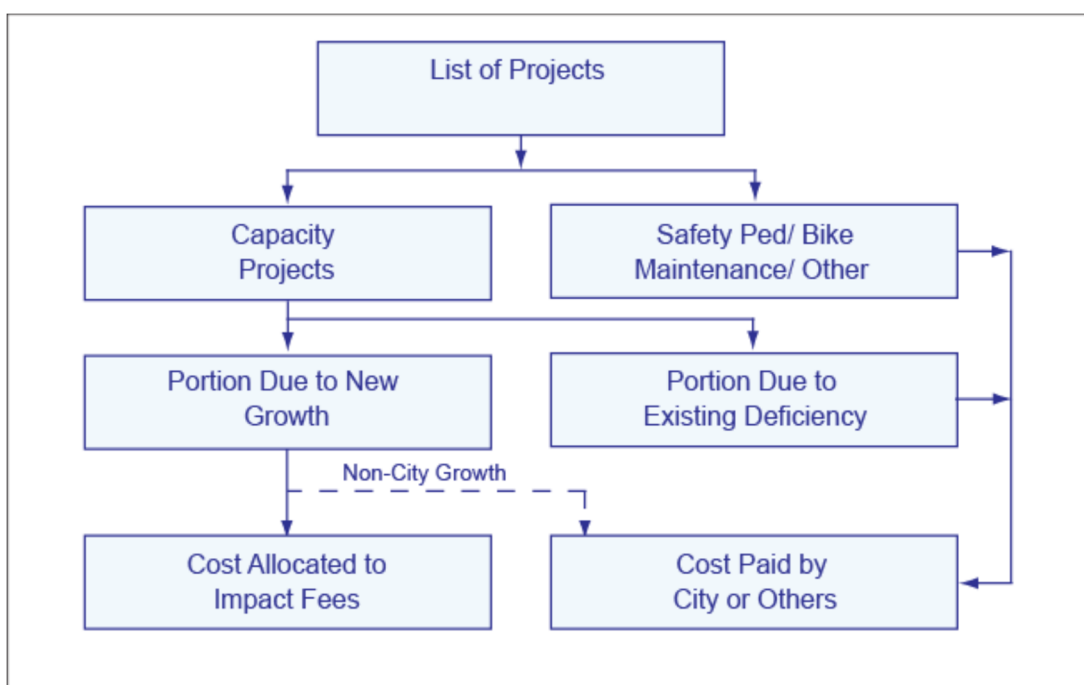 List of Projects
Capacity
Projects
Safety Ped/ Bike
Maintenance/ Other
Portion Due to New
Growth
Portion Due to
Existing Deficiency
Non-City Growth
Cost Allocated to
Impact Fees
Cost Paid by
City or Others